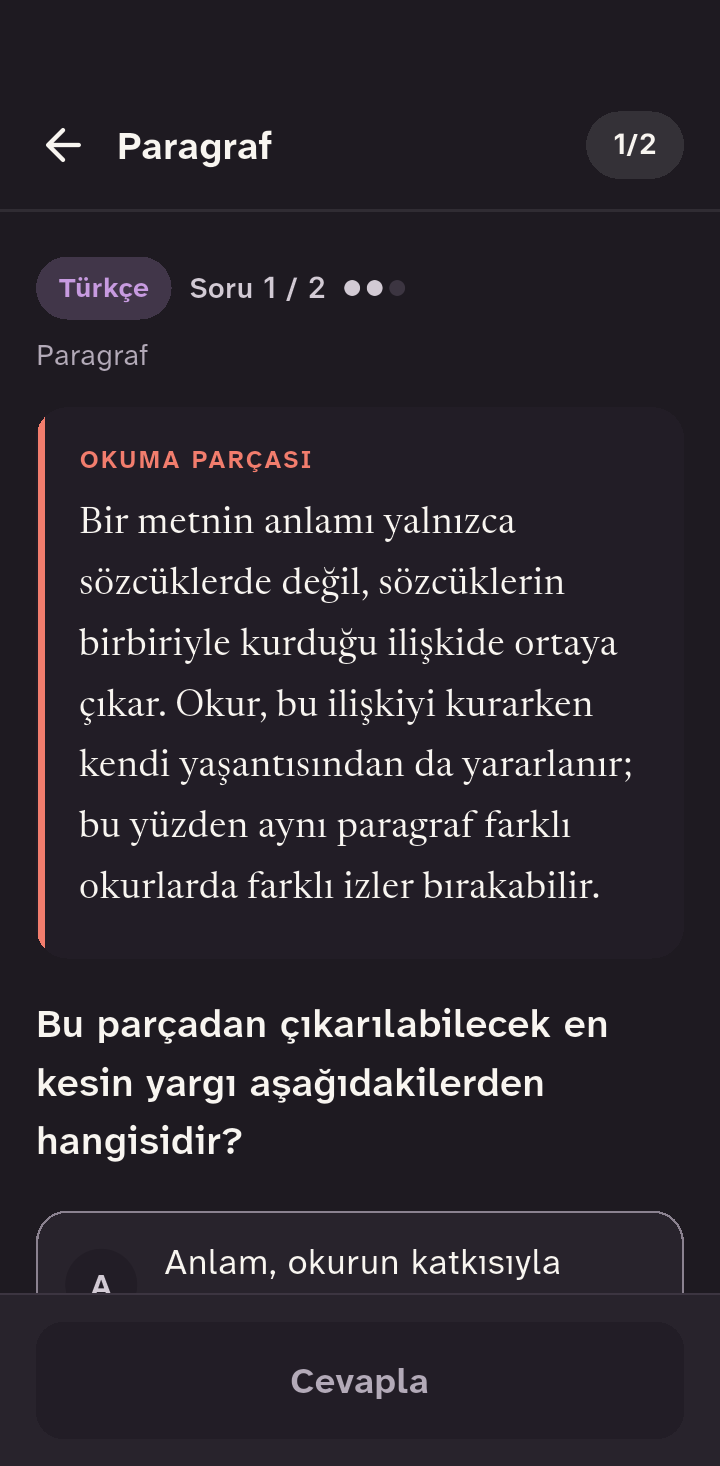 Paragraf
1/2
Türkçe
Soru 1 / 2
Paragraf
OKUMA PARÇASI
Bir metnin anlamı yalnızca
sözcüklerde değil, sözcüklerin
birbiriyle kurduğu ilişkide ortaya
çıkar. Okur, bu ilişkiyi kurarken
kendi yaşantısından da yararlanır;
bu yüzden aynı paragraf farklı
okurlarda farklı izler bırakabilir.
Bu parçadan çıkarılabilecek en
kesin yargı aşağıdakilerden
hangisidir?
A
Anlam, okurun katkısıyla
Cevapla